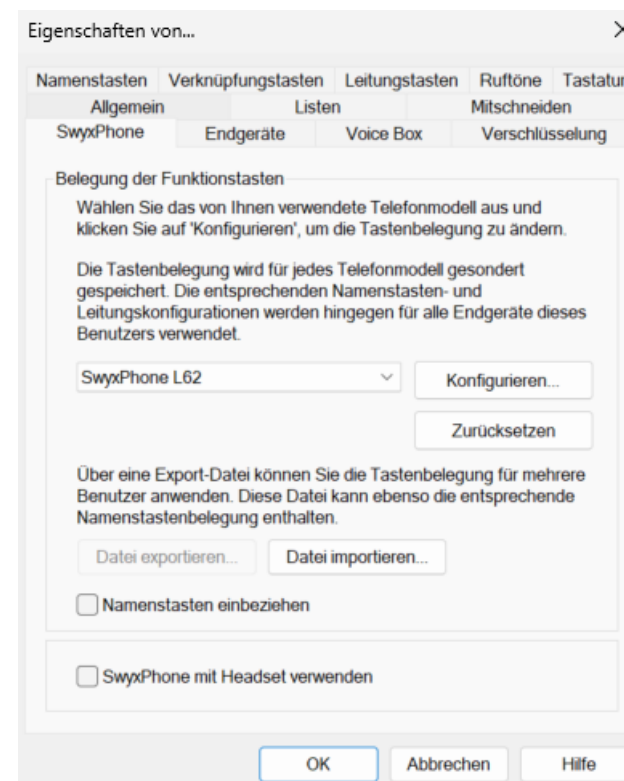 Eigenschaften von...
Namenstasten Verknüpfungstasten Leitungstasten Ruftöne Tastatur
Allgemein Listen Mitschneiden
SwyxPhone Endgeräte Voice Box Verschlüsselung
Belegung der Funktionstasten
Wählen Sie das von Ihnen verwendete Telefonmodell aus und
klicken Sie auf 'Konfigurieren', um die Tastenbelegung zu ändern.
Die Tastenbelegung wird für jedes Telefonmodell gesondert
gespeichert. Die entsprechenden Namenstasten- und
Leitungskonfigurationen werden hingegen für alle Endgeräte dieses
Benutzers verwendet.
SwyxPhone L62 Konfigurieren...
Zurücksetzen
Über eine Export-Datei können Sie die Tastenbelegung für mehrere
Benutzer anwenden. Diese Datei kann ebenso die entsprechende
Namenstastenbelegung enthalten.
Datei exportieren... Datei importieren...
Namenstasten einbeziehen
SwyxPhone mit Headset verwenden
OK Abbrechen Hilfe